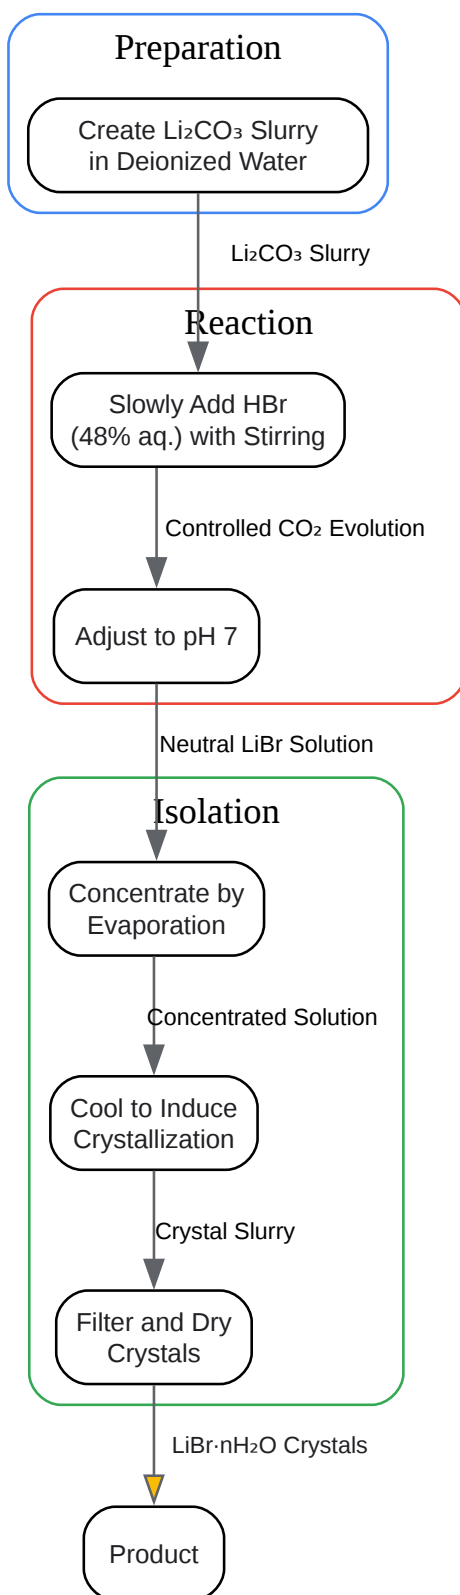 Preparation
Create Li₂CO₃ Slurry
in Deionized Water
Li₂CO₃ Slurry
Reaction
Slowly Add HBr
(48% aq.) with Stirring
Controlled CO₂ Evolution
Adjust to pH 7
Neutral LiBr Solution
Isolation
Concentrate by
Evaporation
Concentrated Solution
Cool to Induce
Crystallization
Crystal Slurry
Filter and Dry
Crystals
LiBr·nH₂O Crystals
Product